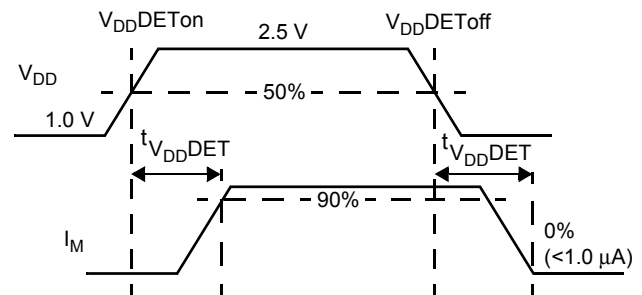 VDDDETon
VDDDEToff
2.5 V
VDD
50%
1.0 V
tVDDDET
tVDDDET
90%
IM
0%
(<1.0 μA)